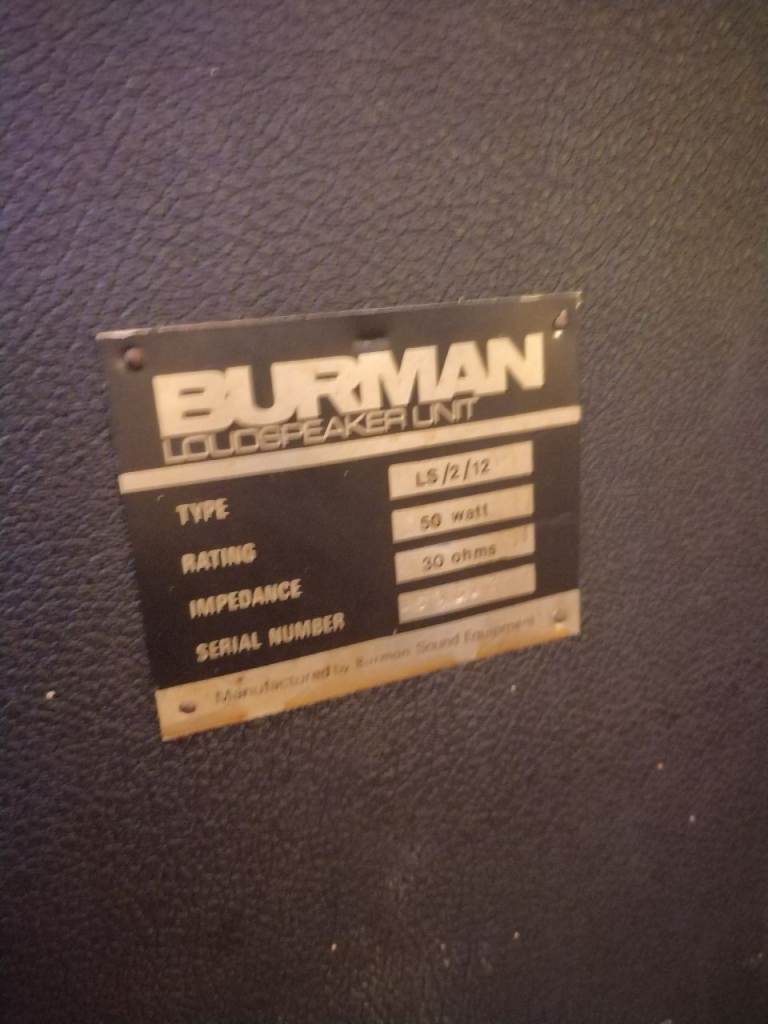 BURMAN
LOUDSPEAKER UNIT
TYPE LS/2/12
RATING 50 watt
IMPEDANCE 30 ohms
SERIAL NUMBER
Manufactured by Burman Sound Equipment